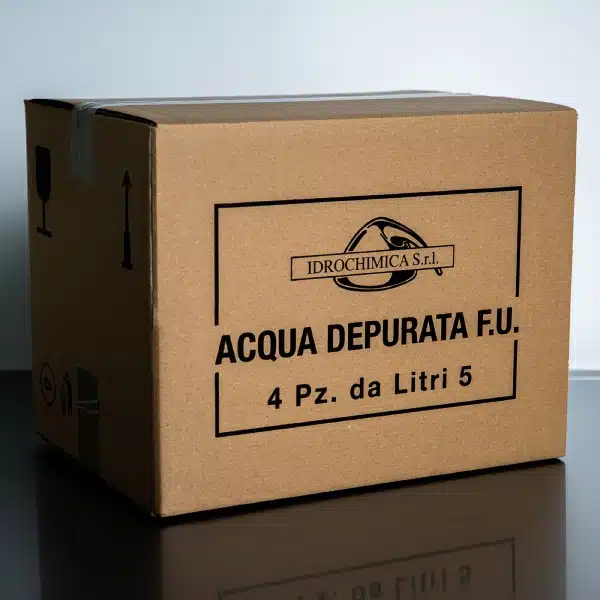 IDROCHIMICA S.r.l.
ACQUA DEPURATA F.U.
4 Pz. da Litri 5